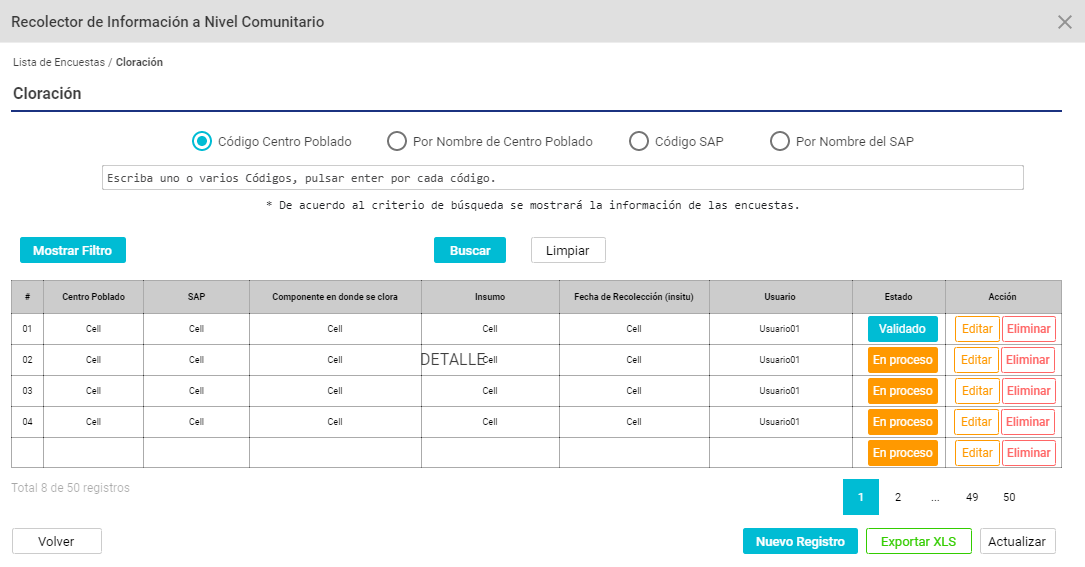 Recolector de Información a Nivel Comunitario
Lista de Encuestas / Cloración
Cloración
Código Centro Poblado Por Nombre de Centro Poblado Código SAP Por Nombre del SAP
Escriba uno o varios Códigos, pulsar enter por cada código.
* De acuerdo al criterio de búsqueda se mostrará la información de las encuestas.
Mostrar Filtro Buscar Limpiar
# Centro Poblado SAP Componente en donde se clora Insumo Fecha de Recolección (insitu) Usuario Estado Acción
01 Cell Cell Cell Cell Cell Usuario01 Validado Editar Eliminar
02 Cell Cell Cell DETALLE Cell Cell Usuario01 En proceso Editar Eliminar
03 Cell Cell Cell Cell Cell Usuario01 En proceso Editar Eliminar
04 Cell Cell Cell Cell Cell Usuario01 En proceso Editar Eliminar
En proceso Editar Eliminar
Total 8 de 50 registros
1 2 ... 49 50
Volver Nuevo Registro Exportar XLS Actualizar